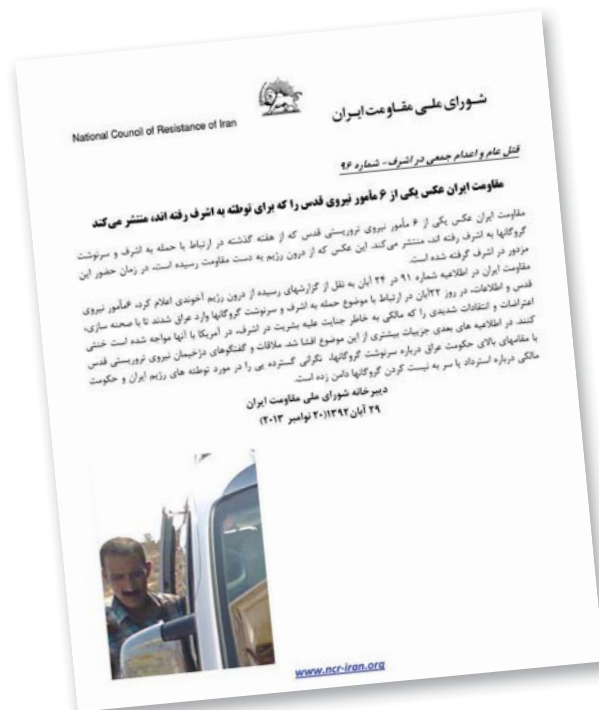 National Council of Resistance of Iran
شورای ملی مقاومت ایران
قتل عام و اعدام جمعی در اشرف- شماره ۹۶
مقاومت ایران عکس یکی از ۶ مأمور نیروی قدس را که برای توطئه به اشرف رفته اند، منتشر می‌کند
مقاومت ایران عکس یکی از ۶ مأمور نیروی تروریستی قدس که از هفته گذشته در ارتباط با حمله به اشرف و سرنوشت
گروگانها به اشرف رفته اند، منتشر می‌کند. این عکس که از درون رژیم به دست مقاومت رسیده است، در زمان حضور این
مزدور در اشرف گرفته شده است.
مقاومت ایران در اطلاعیه شماره ۹۱ در ۲۴ آبان به نقل از گزارشهای رسیده از درون رژیم آخوندی اعلام کرد، ۶مأمور نیروی
قدس و اطلاعات، در روز ۲۲آبان در ارتباط با موضوع حمله به اشرف و سرنوشت گروگانها وارد عراق شدند تا با صحنه سازی،
اعتراضات و انتقادات شدیدی را که مالکی به خاطر جنایت علیه بشریت در اشرف، در آمریکا با آنها مواجه شده است خنثی
کنند. در اطلاعیه های بعدی جزییات بیشتری از این موضوع افشا شد. ملاقات و گفتگوهای دژخیمان نیروی تروریستی قدس
با مقامهای بالای حکومت عراق درباره سرنوشت گروگانها، نگرانی گسترده یی را در مورد توطئه های رژیم ایران و حکومت
مالکی درباره استرداد یا سر به نیست کردن گروگانها دامن زده است.
دبیرخانه شورای ملی مقاومت ایران
۲۹ آبان ۱۳۹۲(۲۰ نوامبر ۲۰۱۳)
www.ncr-iran.org